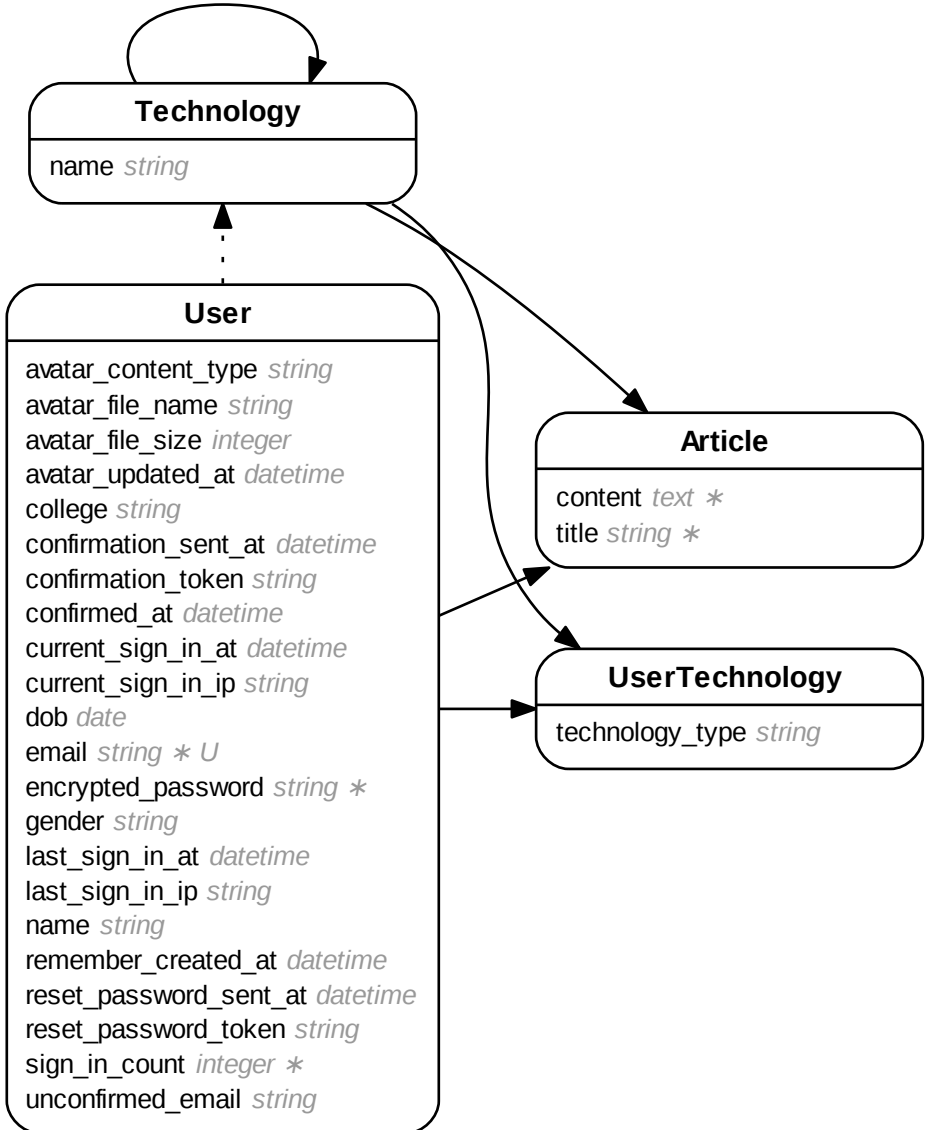 Technology
name string
User
avatar_content_type string
avatar_file_name string
avatar_file_size integer
avatar_updated_at datetime
college string
confirmation_sent_at datetime
confirmation_token string
confirmed_at datetime
current_sign_in_at datetime
current_sign_in_ip string
dob date
email string ∗ U
encrypted_password string ∗
gender string
last_sign_in_at datetime
last_sign_in_ip string
name string
remember_created_at datetime
reset_password_sent_at datetime
reset_password_token string
sign_in_count integer ∗
unconfirmed_email string
Article
content text ∗
title string ∗
UserTechnology
technology_type string